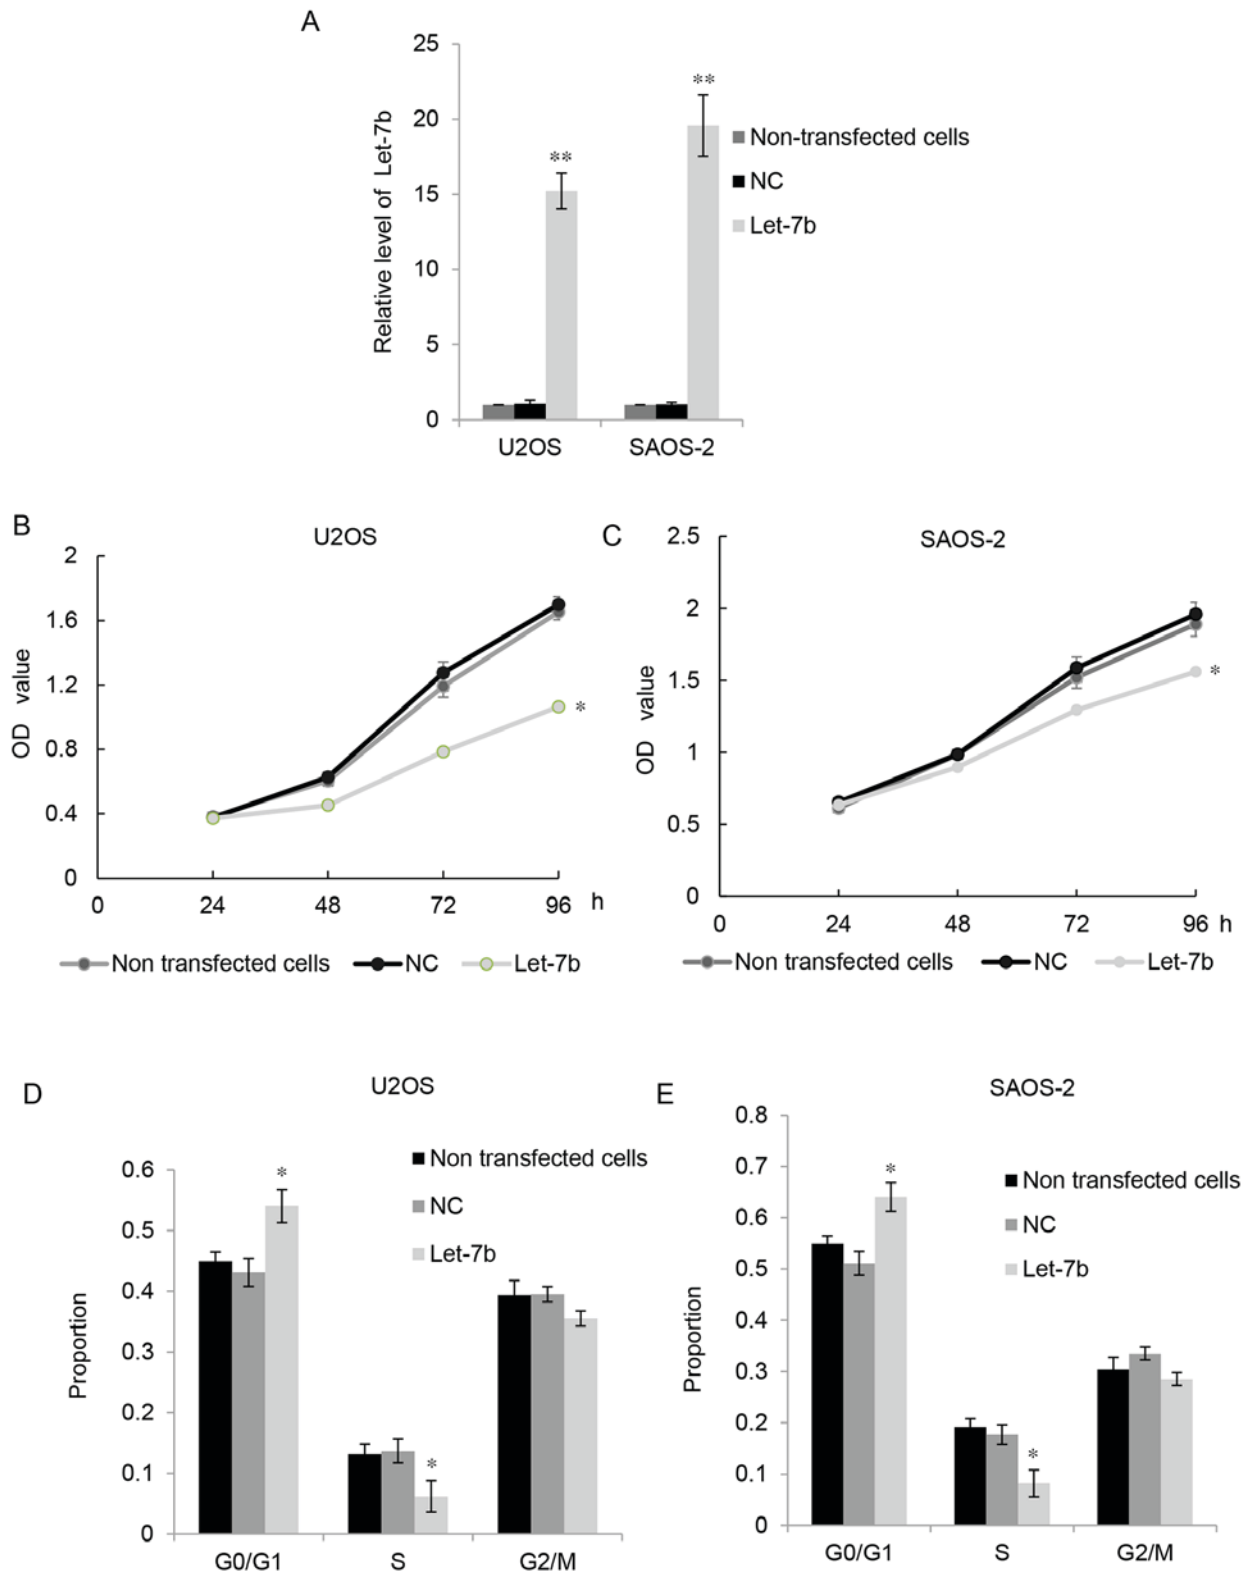 A
25
20
15
10
5
0
Relative level of Let-7b
**
**
Non-transfected cells
NC
Let-7b
U2OS
SAOS-2
B
U2OS
2
1.6
1.2
0.8
0.4
0
OD value
*
0 24 48 72 96 h
Non transfected cells NC Let-7b
C
SAOS-2
2.5
2
1.5
1
0.5
0
OD value
*
0 24 48 72 96 h
Non transfected cells NC Let-7b
D
U2OS
Non transfected cells
NC
Let-7b
0.6
0.5
0.4
0.3
0.2
0.1
0
Proportion
*
*
G0/G1 S G2/M
E
SAOS-2
Non transfected cells
NC
Let-7b
0.8
0.7
0.6
0.5
0.4
0.3
0.2
0.1
0
Proportion
*
*
G0/G1 S G2/M